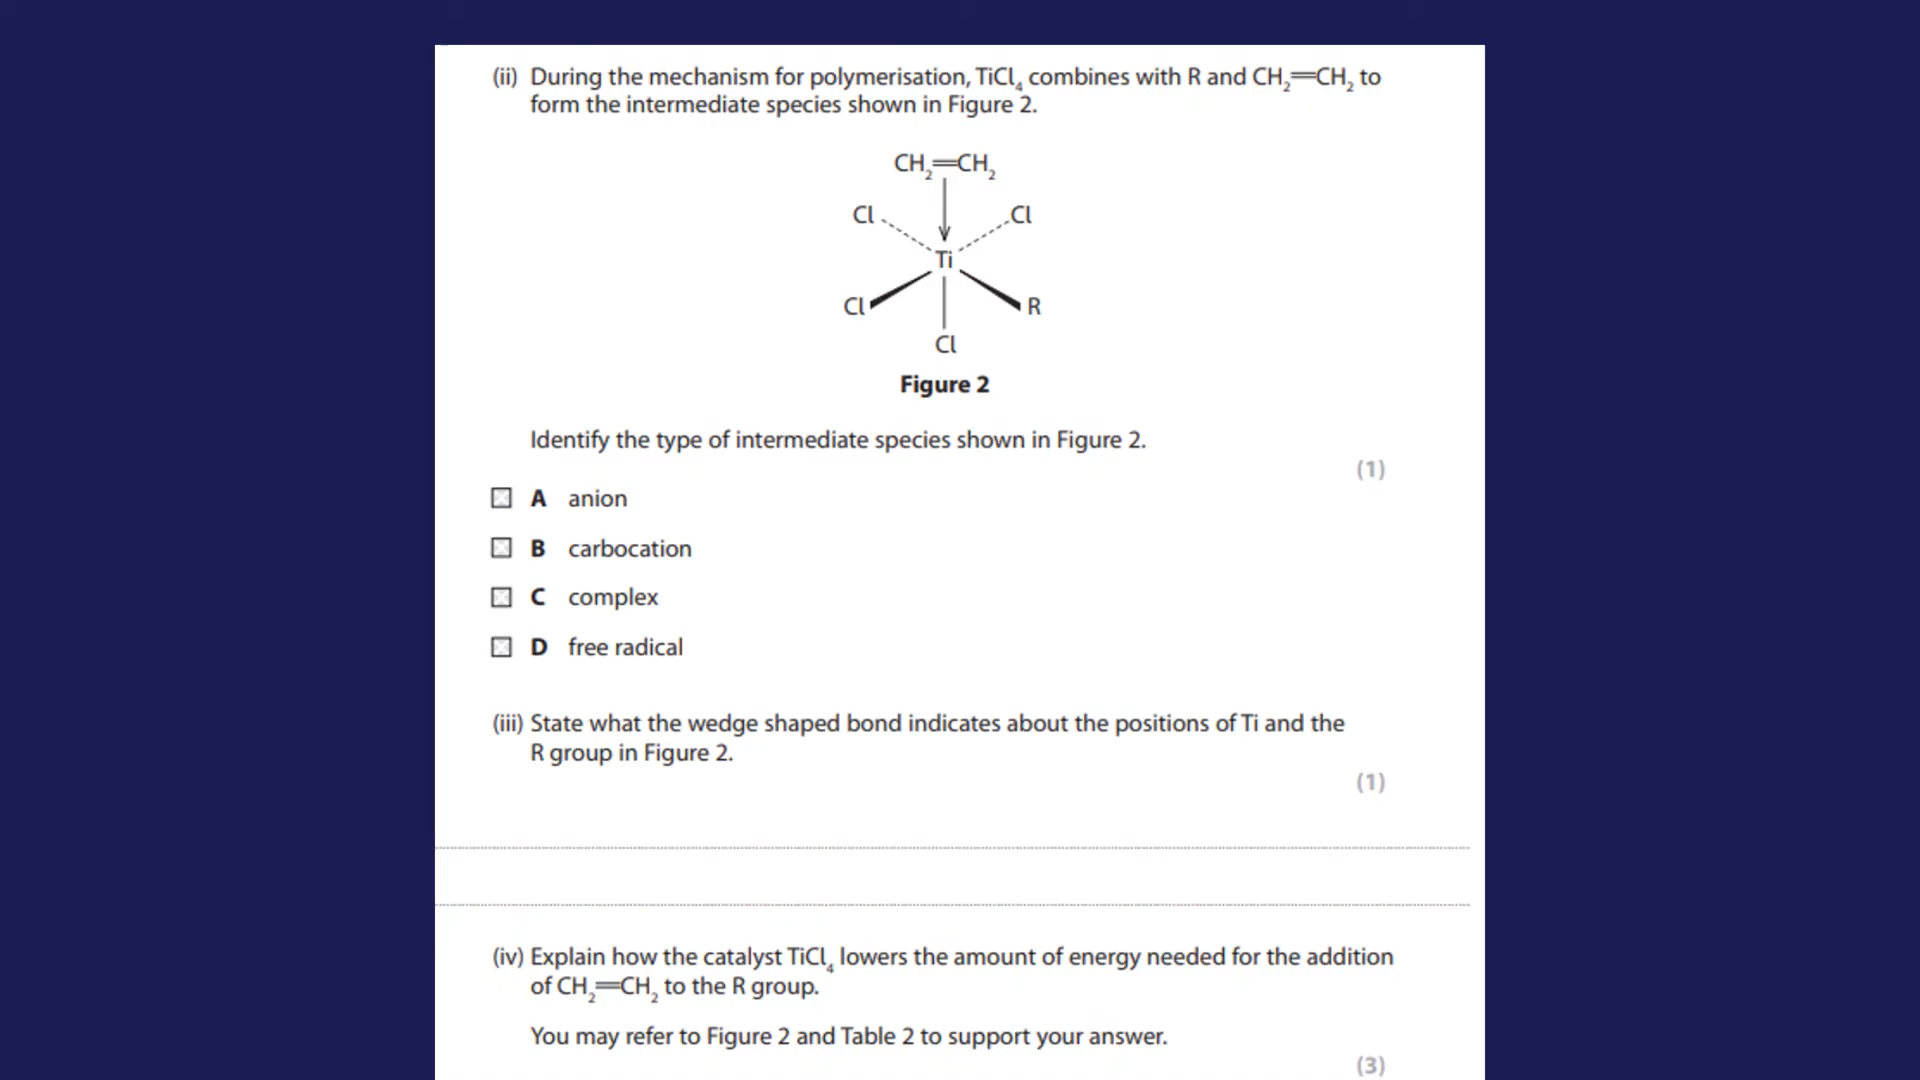 (ii) During the mechanism for polymerisation, TiCl₄ combines with R and CH₂=CH₂ to
form the intermediate species shown in Figure 2.
CH₂=CH₂
Cl Cl
Ti
Cl R
Cl
Figure 2
Identify the type of intermediate species shown in Figure 2.
(1)
A anion
B carbocation
C complex
D free radical
(iii) State what the wedge shaped bond indicates about the positions of Ti and the
R group in Figure 2.
(1)
(iv) Explain how the catalyst TiCl₄ lowers the amount of energy needed for the addition
of CH₂=CH₂ to the R group.
You may refer to Figure 2 and Table 2 to support your answer.
(3)